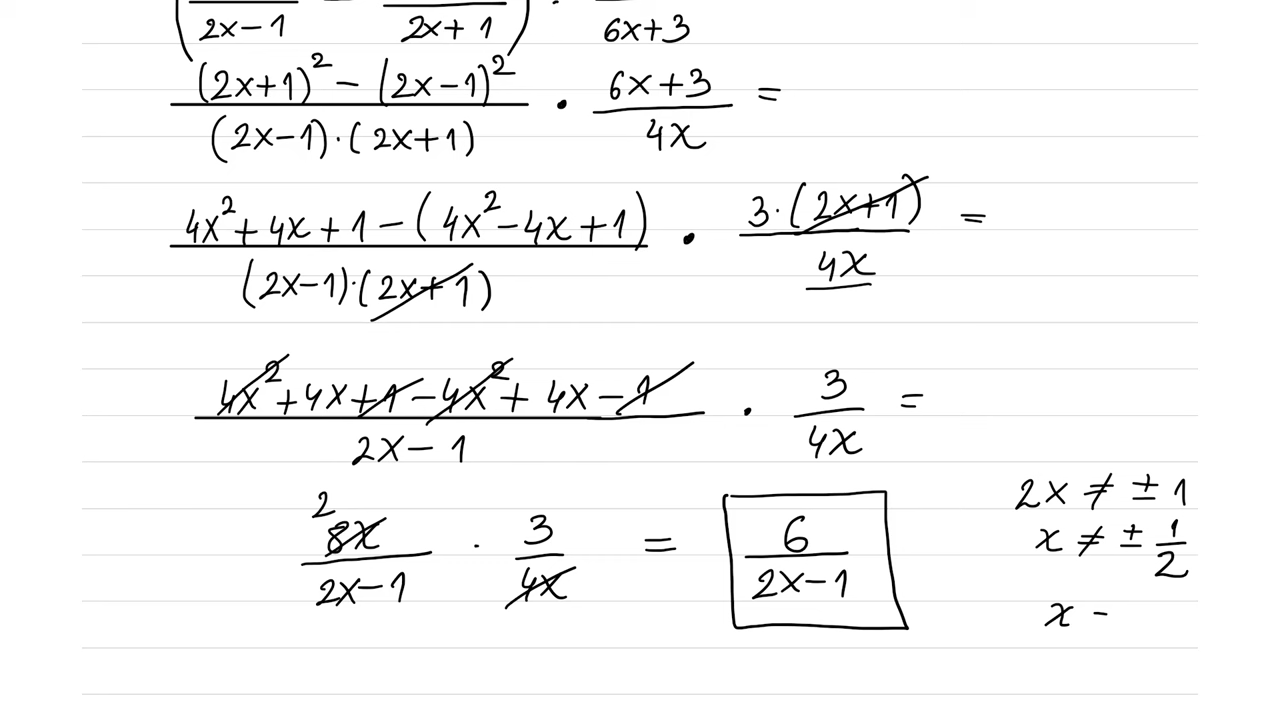 2x-1 2x+1 6x+3
(2x+1)² - (2x-1)² / (2x-1)·(2x+1) · 6x+3 / 4x =
4x²+4x+1-(4x²-4x+1) / (2x-1)·(2x+1) · 3·(2x+1) / 4x =
4x²+4x+1-4x²+4x-1 / 2x-1 · 3 / 4x =
2
8x / 2x-1 · 3 / 4x = 6 / 2x-1
2x ≠ ±1
x ≠ ± 1/2
x -